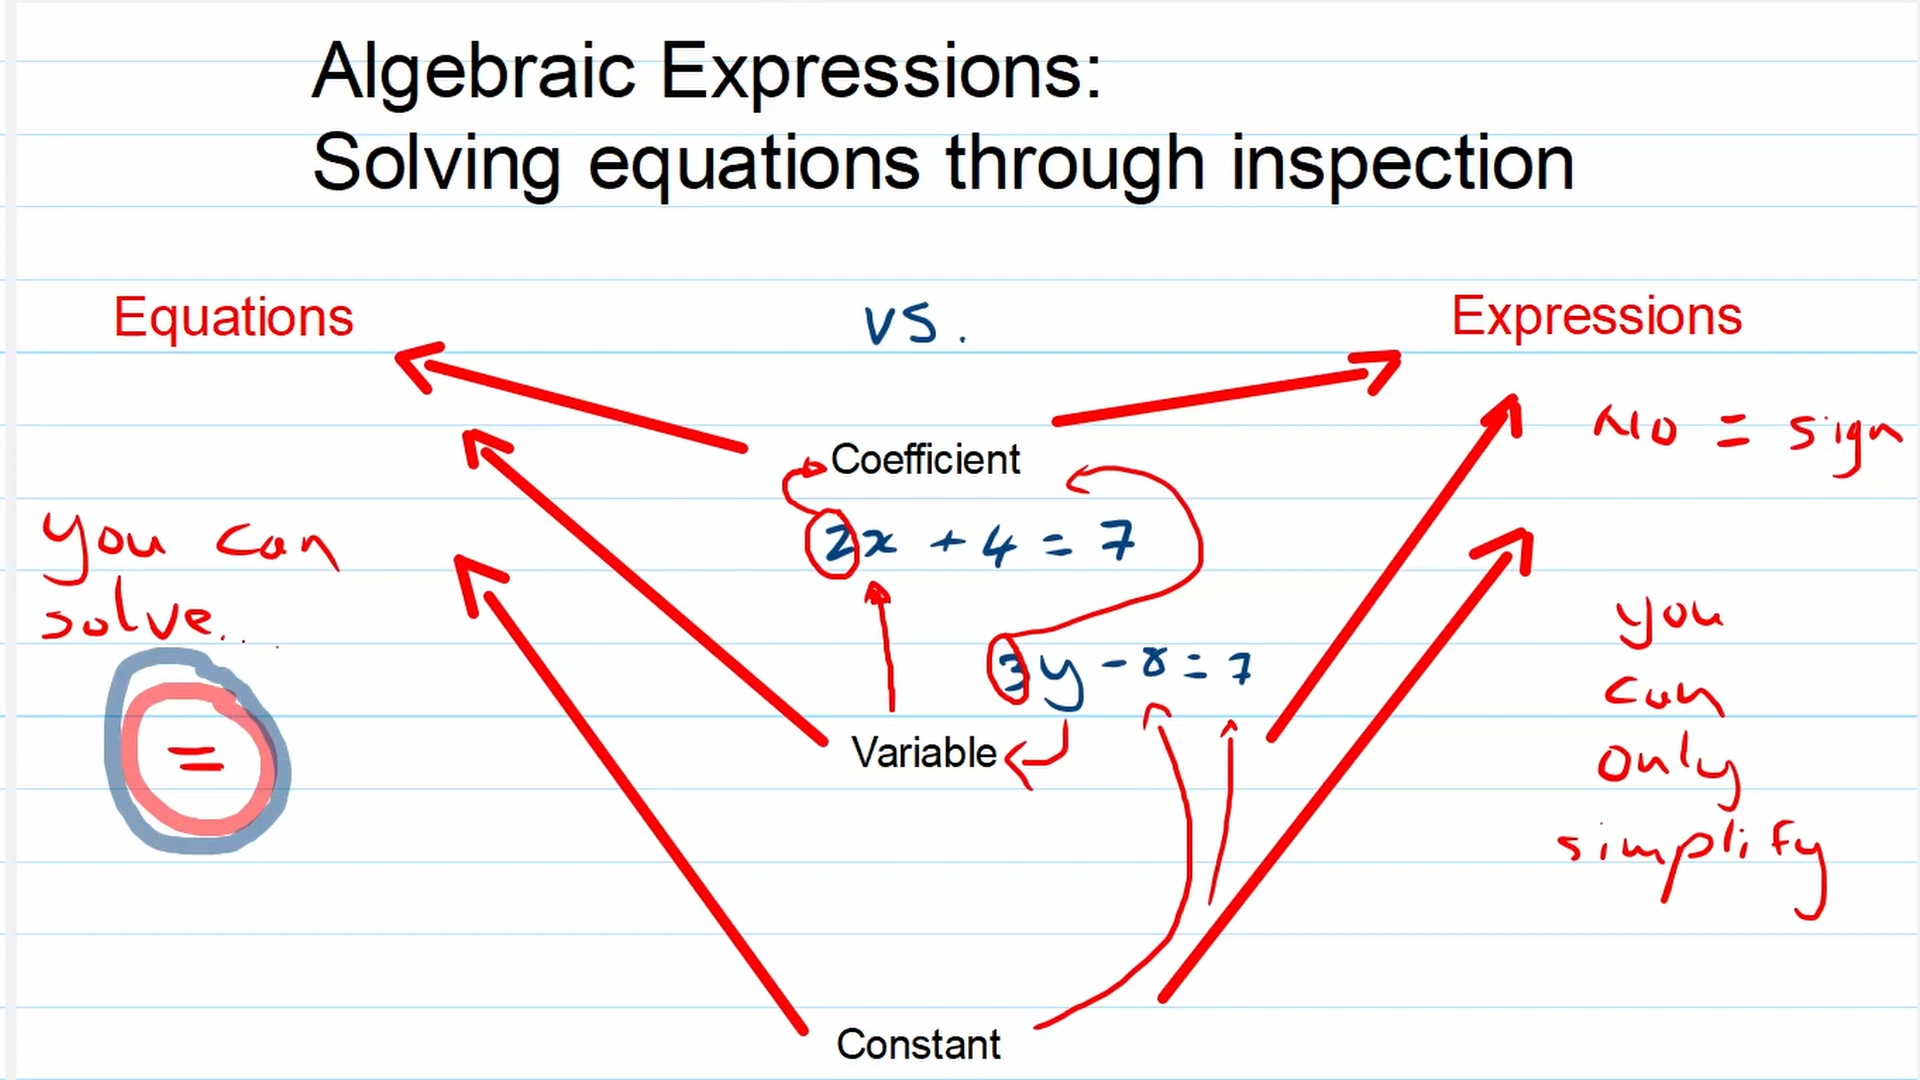 Algebraic Expressions:
Solving equations through inspection
Equations
vs.
Expressions
No = sign
Coefficient
2x + 4 = 7
you can
solve..
=
3y - 8 = 7
Variable
you
can
only
simplify
Constant